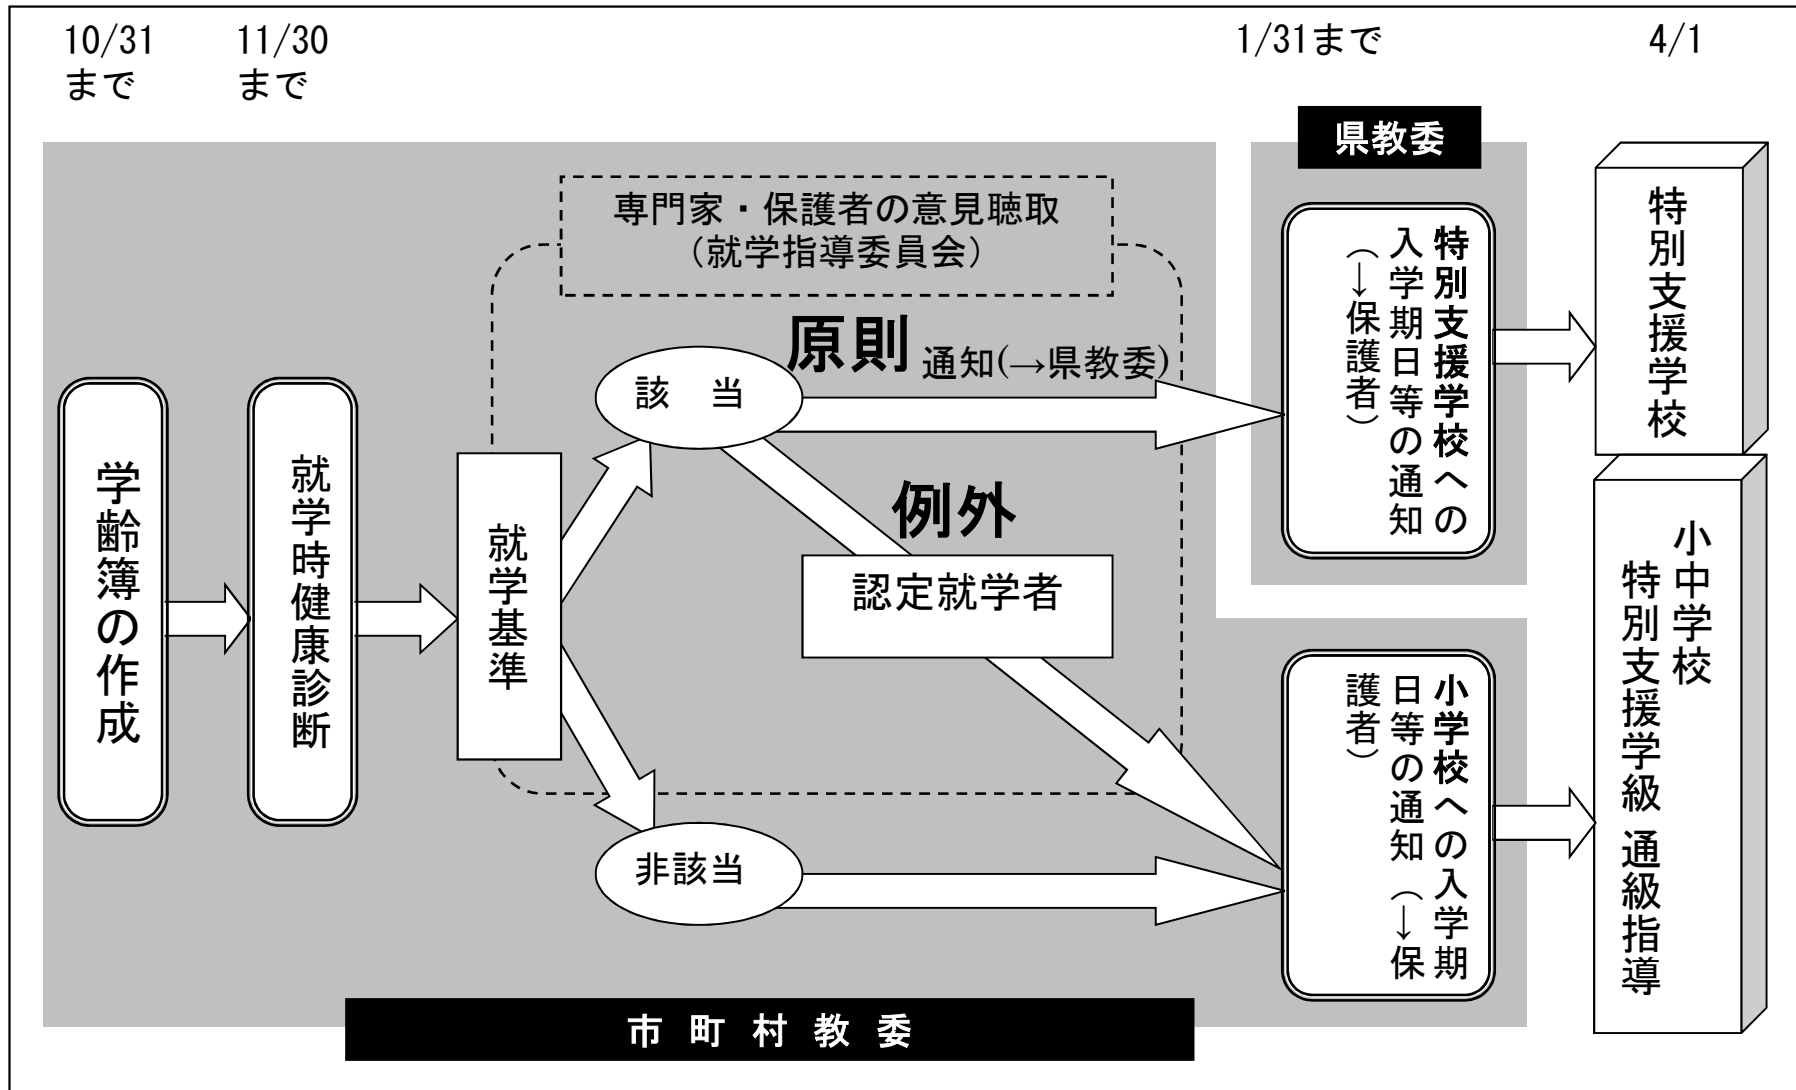 10/31
まで
11/30
まで
1/31まで
4/1
県教委
専門家・保護者の意見聴取
(就学指導委員会)
原則
通知(→県教委)
該　当
例外
認定就学者
学齢簿の作成
就学時健康診断
就学基準
非該当
特別支援学校への
入学期日等の通知
(→保護者)
小学校への入学期
日等の通知　(→保
護者)
特別支援学校
小中学校
特別支援学級 通級指導
市 町 村 教 委